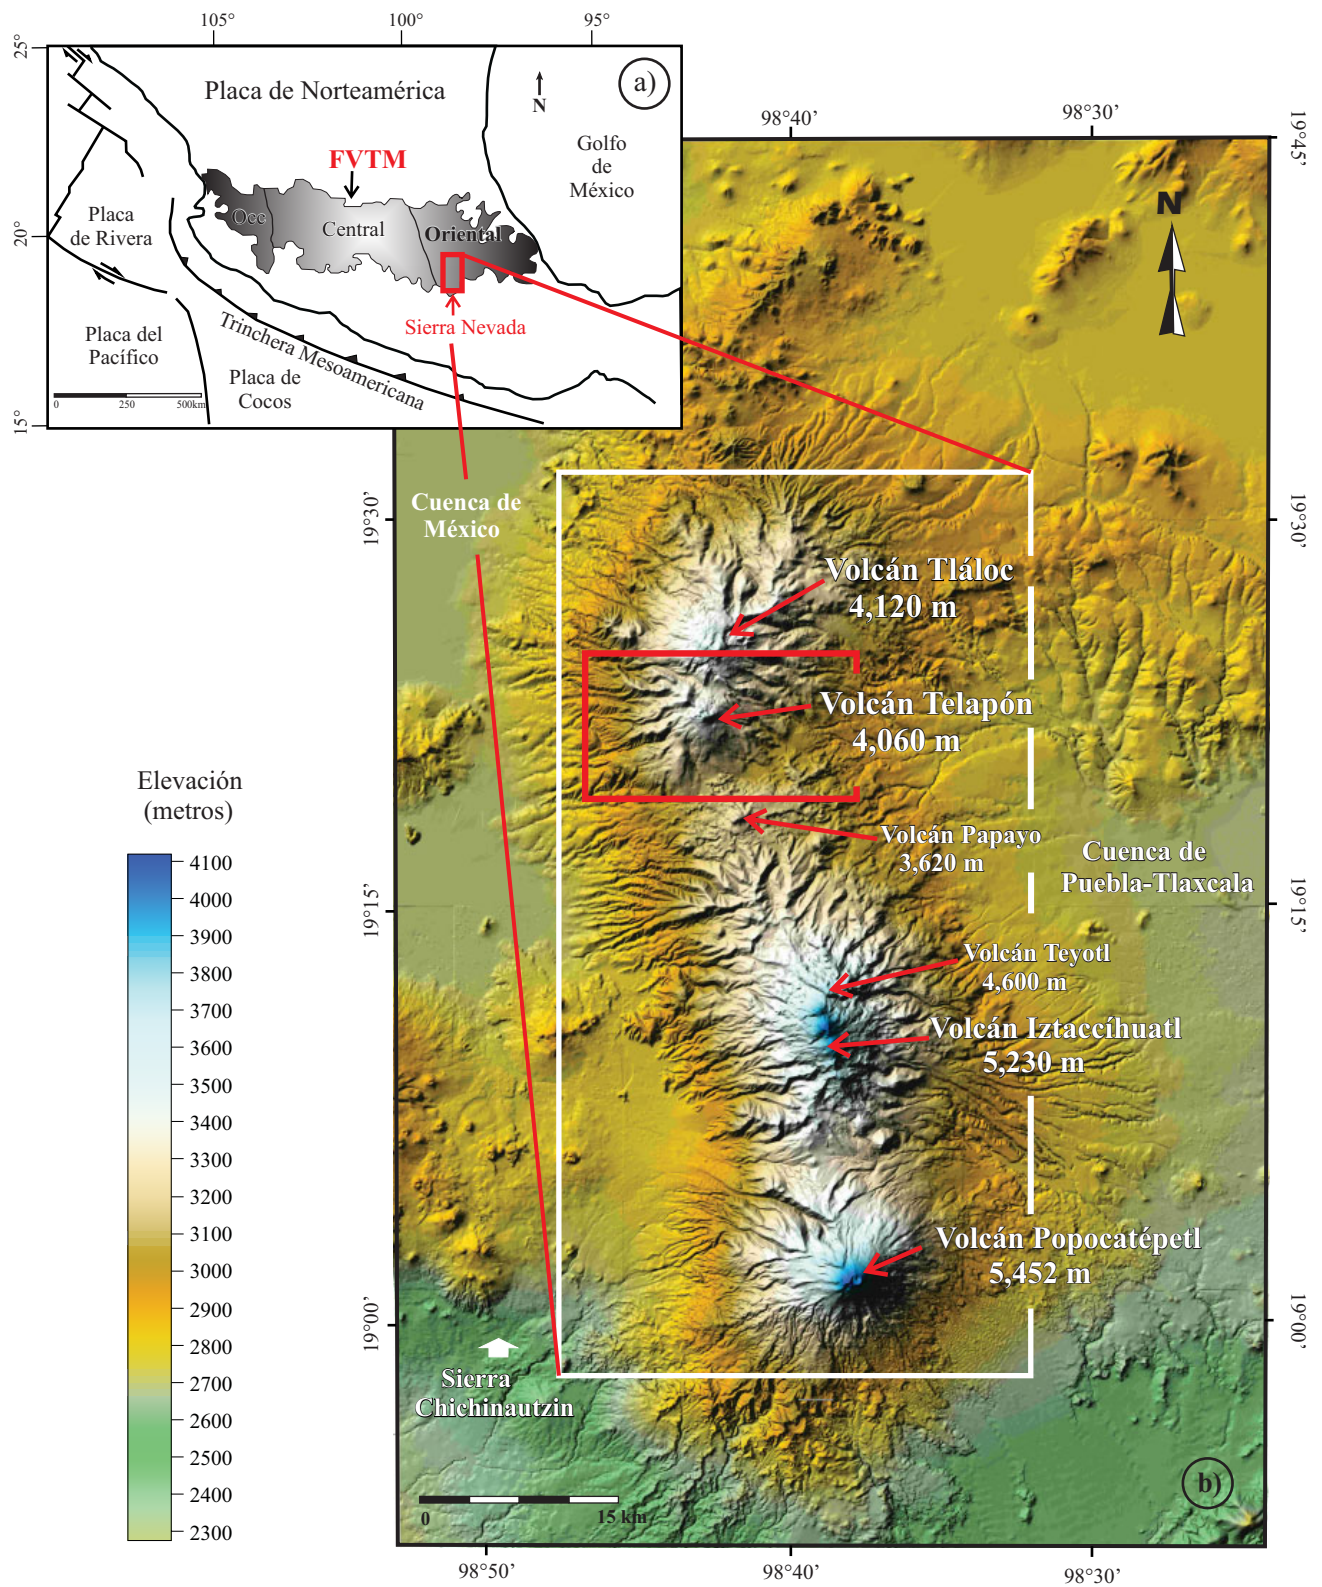 105°
100°
95°
25°
20°
15°
a)
Placa de Norteamérica
N
Golfo
de
México
FVTM
Occ
Central
Oriental
Placa
de Rivera
Sierra Nevada
Placa del
Pacífico
Trinchera Mesoamericana
Placa de
Cocos
0
250
500km
98°40'
98°30'
19°45'
N
Cuenca de
México
19°30'
19°30'
Volcán Tláloc
4,120 m
Volcán Telapón
4,060 m
Volcán Papayo
3,620 m
Cuenca de
Puebla-Tlaxcala
19°15'
19°15'
Volcán Teyotl
4,600 m
Volcán Iztaccíhuatl
5,230 m
Volcán Popocatépetl
5,452 m
19°00'
19°00'
Sierra
Chichinautzin
b)
0
15 km
98°50'
98°40'
98°30'
Elevación
(metros)
4100
4000
3900
3800
3700
3600
3500
3400
3300
3200
3100
3000
2900
2800
2700
2600
2500
2400
2300